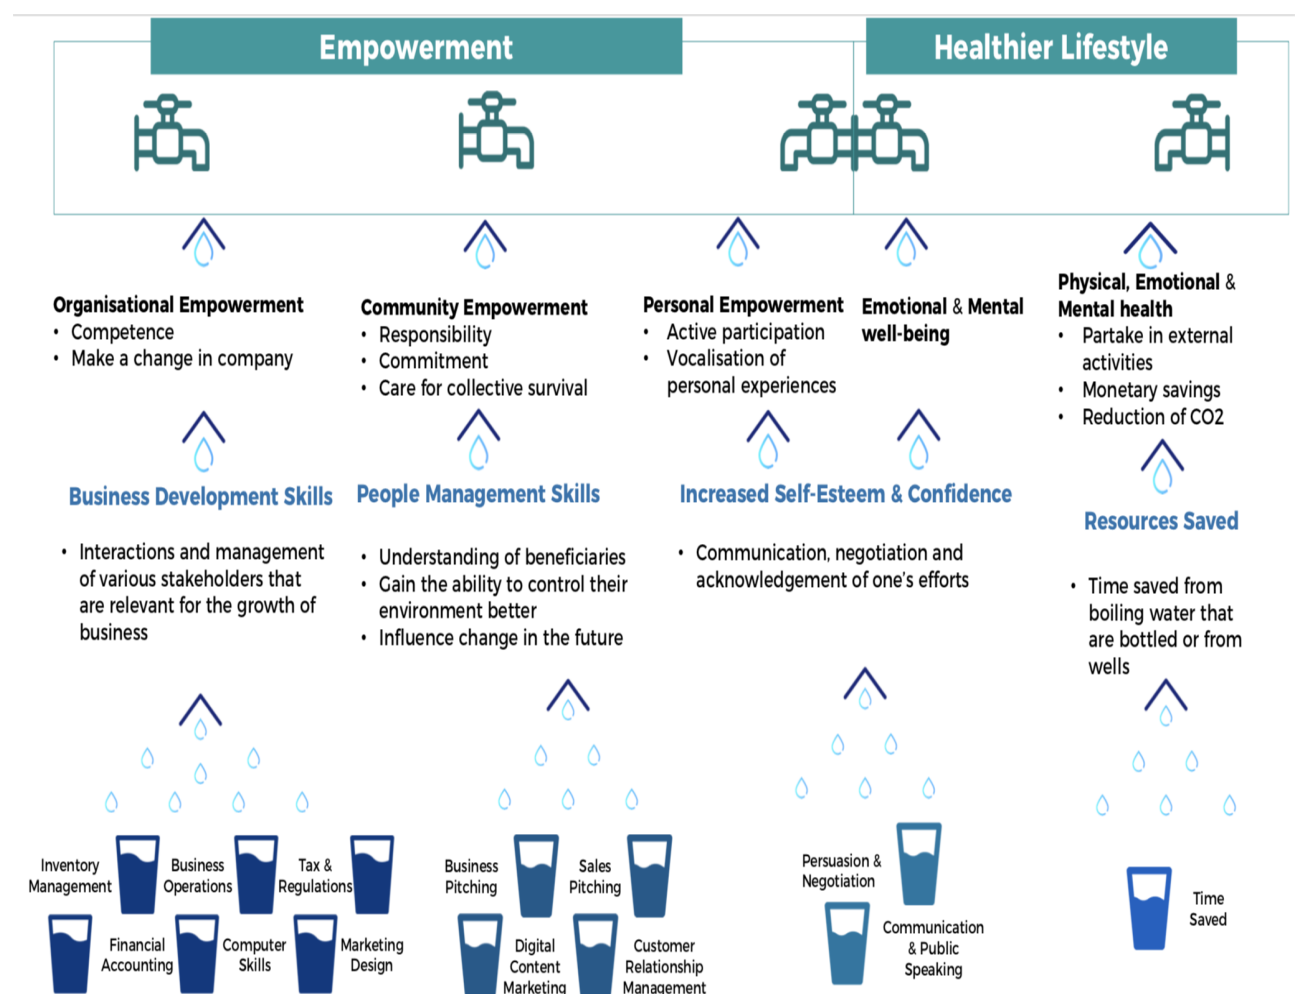 Empowerment
Healthier Lifestyle
Organisational Empowerment
• Competence
• Make a change in company
Community Empowerment
• Responsibility
• Commitment
• Care for collective survival
Personal Empowerment
• Active participation
• Vocalisation of
personal experiences
Emotional & Mental
well-being
Physical, Emotional &
Mental health
• Partake in external
activities
• Monetary savings
• Reduction of CO2
Business Development Skills
• Interactions and management
of various stakeholders that
are relevant for the growth of
business
People Management Skills
• Understanding of beneficiaries
• Gain the ability to control their
environment better
• Influence change in the future
Increased Self-Esteem & Confidence
• Communication, negotiation and
acknowledgement of one's efforts
Resources Saved
• Time saved from
boiling water that
are bottled or from
wells
Inventory
Management
Business
Operations
Tax &
Regulations
Financial
Accounting
Computer
Skills
Marketing
Design
Business
Pitching
Sales
Pitching
Digital
Content
Marketing
Customer
Relationship
Management
Persuasion &
Negotiation
Communication
& Public
Speaking
Time
Saved